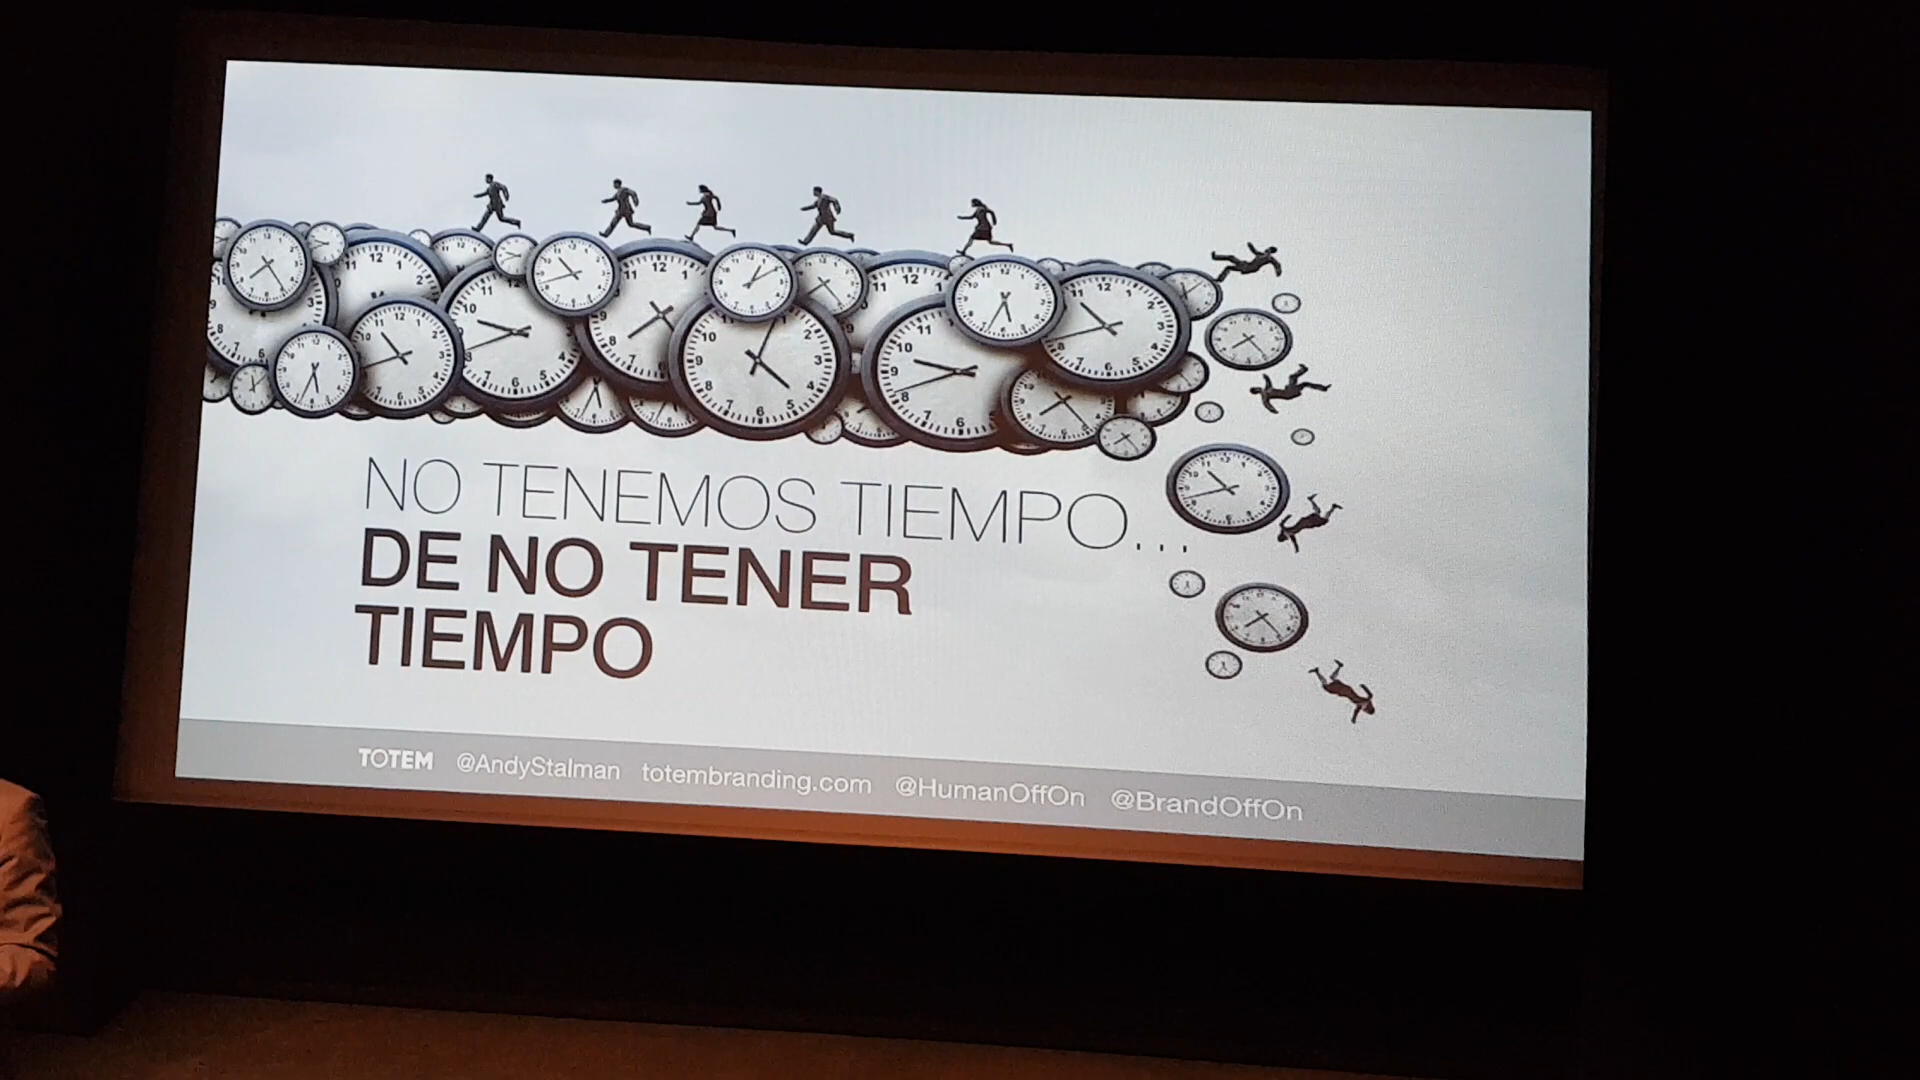 NO TENEMOS TIEMPO...
DE NO TENER
TIEMPO
TOTEM @AndyStalman totembranding.com @HumanOffOn @BrandOffOn